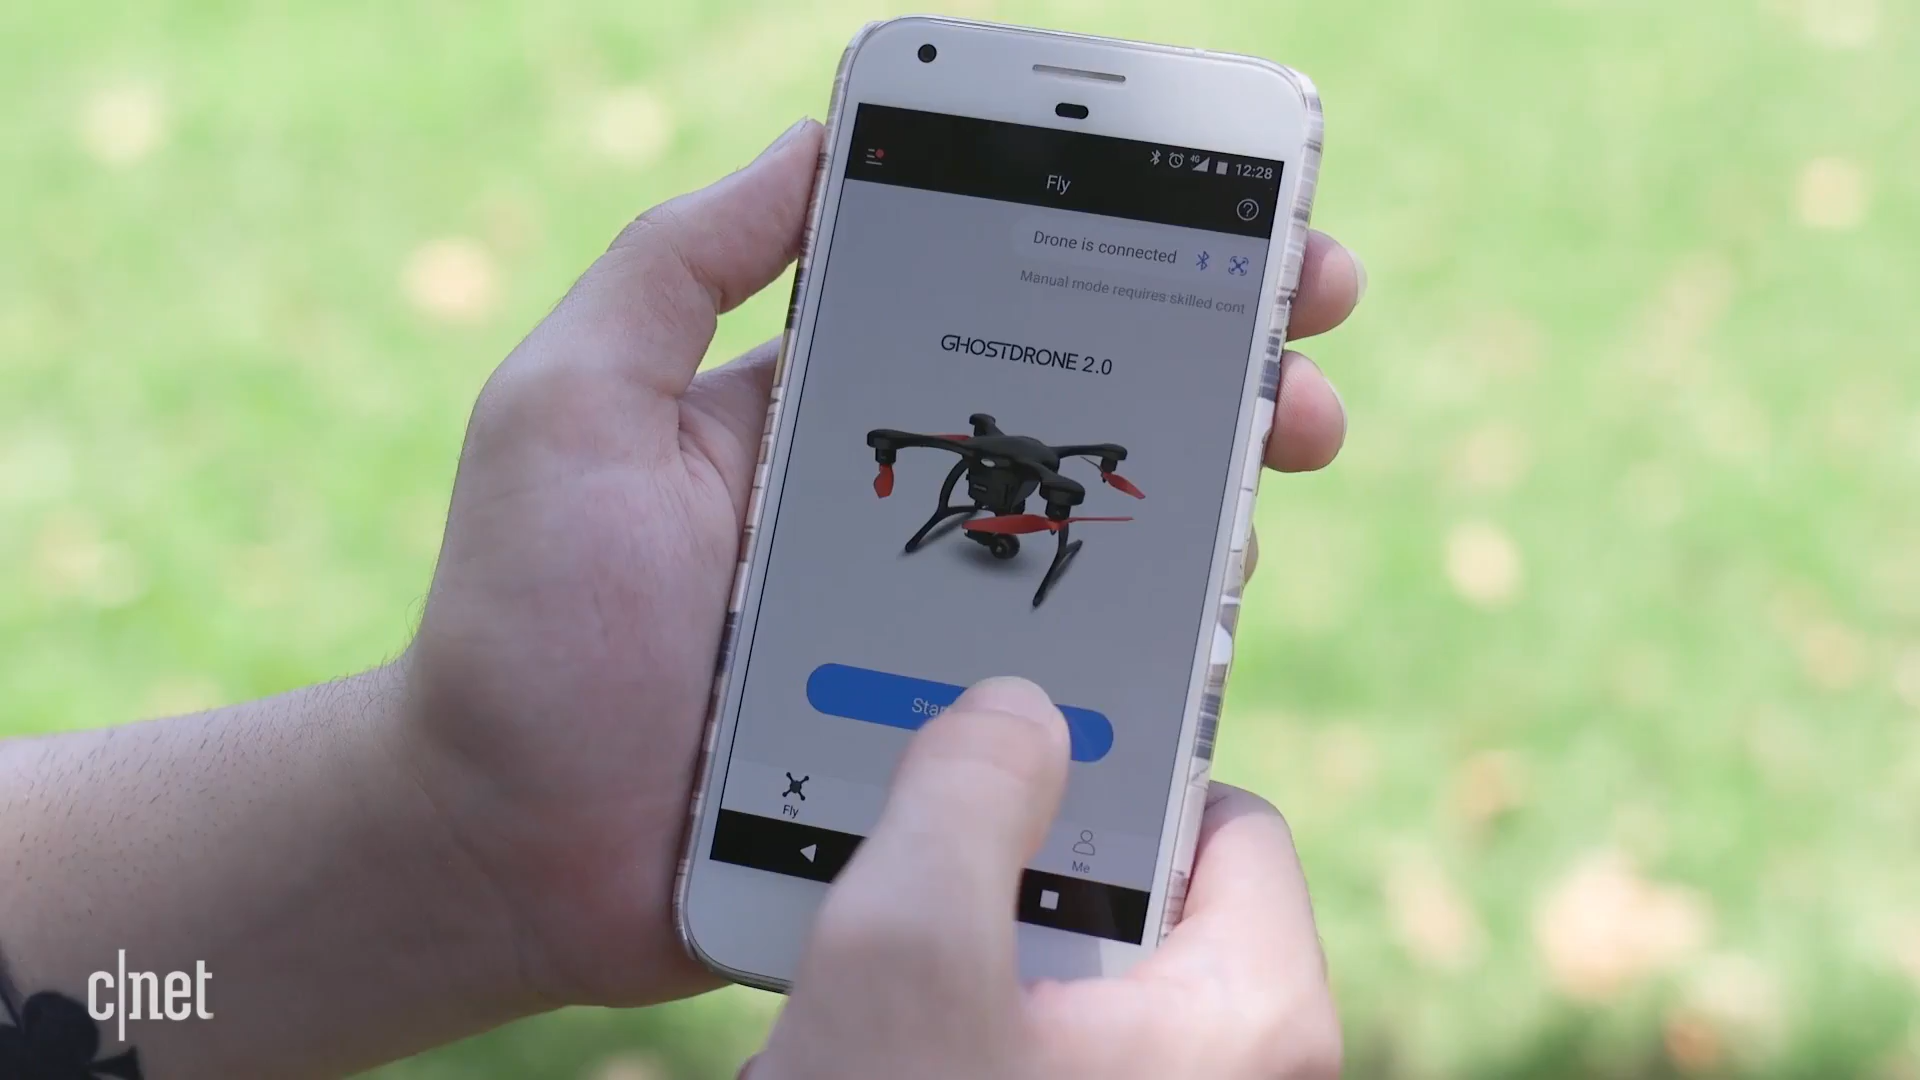 12:28
Fly
Drone is connected
Manual mode requires skilled cont
GHOSTDRONE 2.0
Fly
Me
c|net